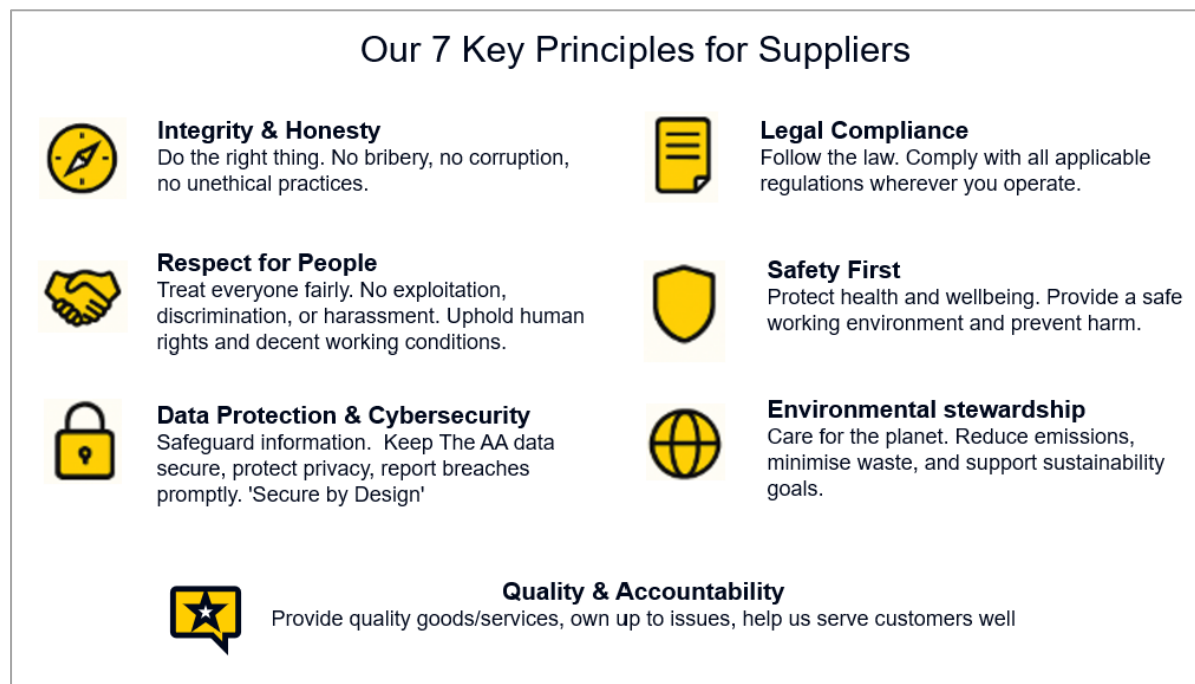 Our 7 Key Principles for Suppliers
Integrity & Honesty
Do the right thing. No bribery, no corruption,
no unethical practices.
Legal Compliance
Follow the law. Comply with all applicable
regulations wherever you operate.
Respect for People
Treat everyone fairly. No exploitation,
discrimination, or harassment. Uphold human
rights and decent working conditions.
Safety First
Protect health and wellbeing. Provide a safe
working environment and prevent harm.
Data Protection & Cybersecurity
Safeguard information.  Keep The AA data
secure, protect privacy, report breaches
promptly. 'Secure by Design'
Environmental stewardship
Care for the planet. Reduce emissions,
minimise waste, and support sustainability
goals.
Quality & Accountability
Provide quality goods/services, own up to issues, help us serve customers well